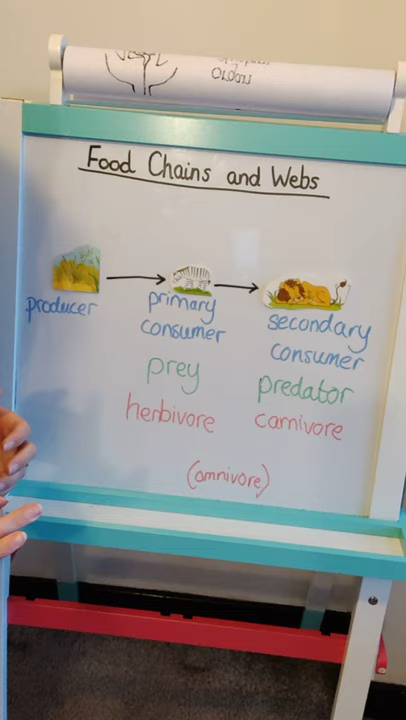 Food Chains and Webs
producer
primary
consumer
secondary
consumer
prey
predator
herbivore
carnivore
(omnivore)